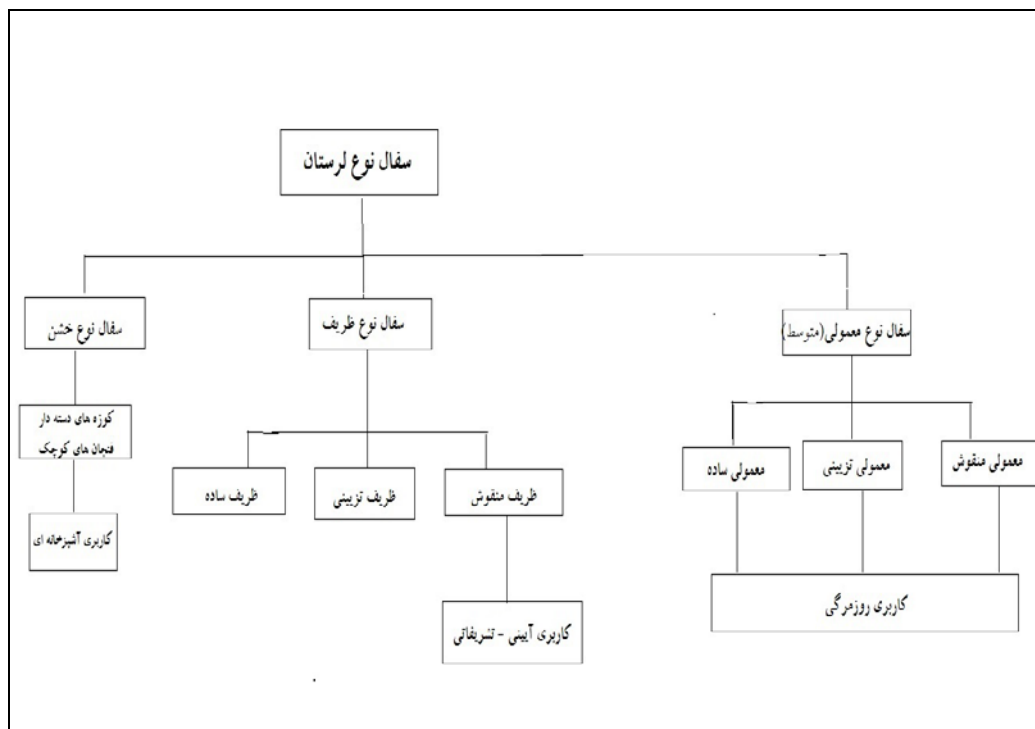 سفال نوع لرستان
سفال نوع معمولی(متوسط)
سفال نوع ظریف
سفال نوع خشن
معمولی منقوش
معمولی تزیینی
معمولی ساده
کاربری روزمرگی
ظریف منقوش
ظریف تزیینی
ظریف ساده
کاربری آیینی - تشریفاتی
کوزه های دسته دار
فنجان های کوچک
کاربری آشپزخانه ای